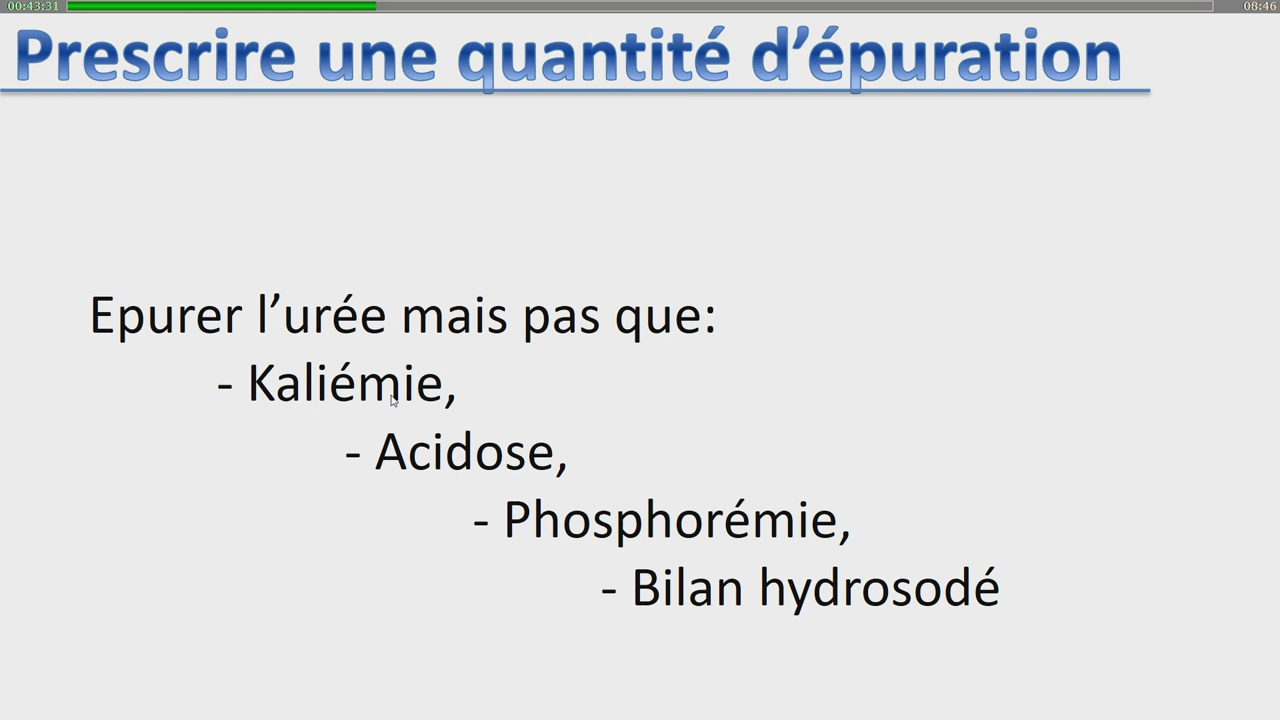 00:43:31
08:46
Prescrire une quantité d’épuration
Epurer l’urée mais pas que:
- Kaliémie,
- Acidose,
- Phosphorémie,
- Bilan hydrosodé